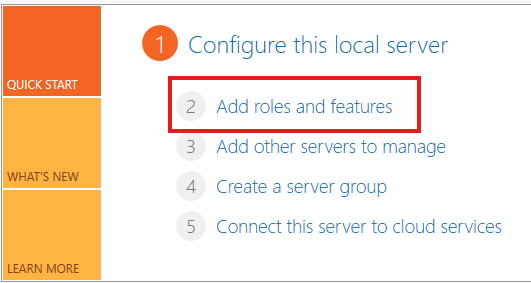 QUICK START
WHAT'S NEW
LEARN MORE
1 Configure this local server
2 Add roles and features
3 Add other servers to manage
4 Create a server group
5 Connect this server to cloud services